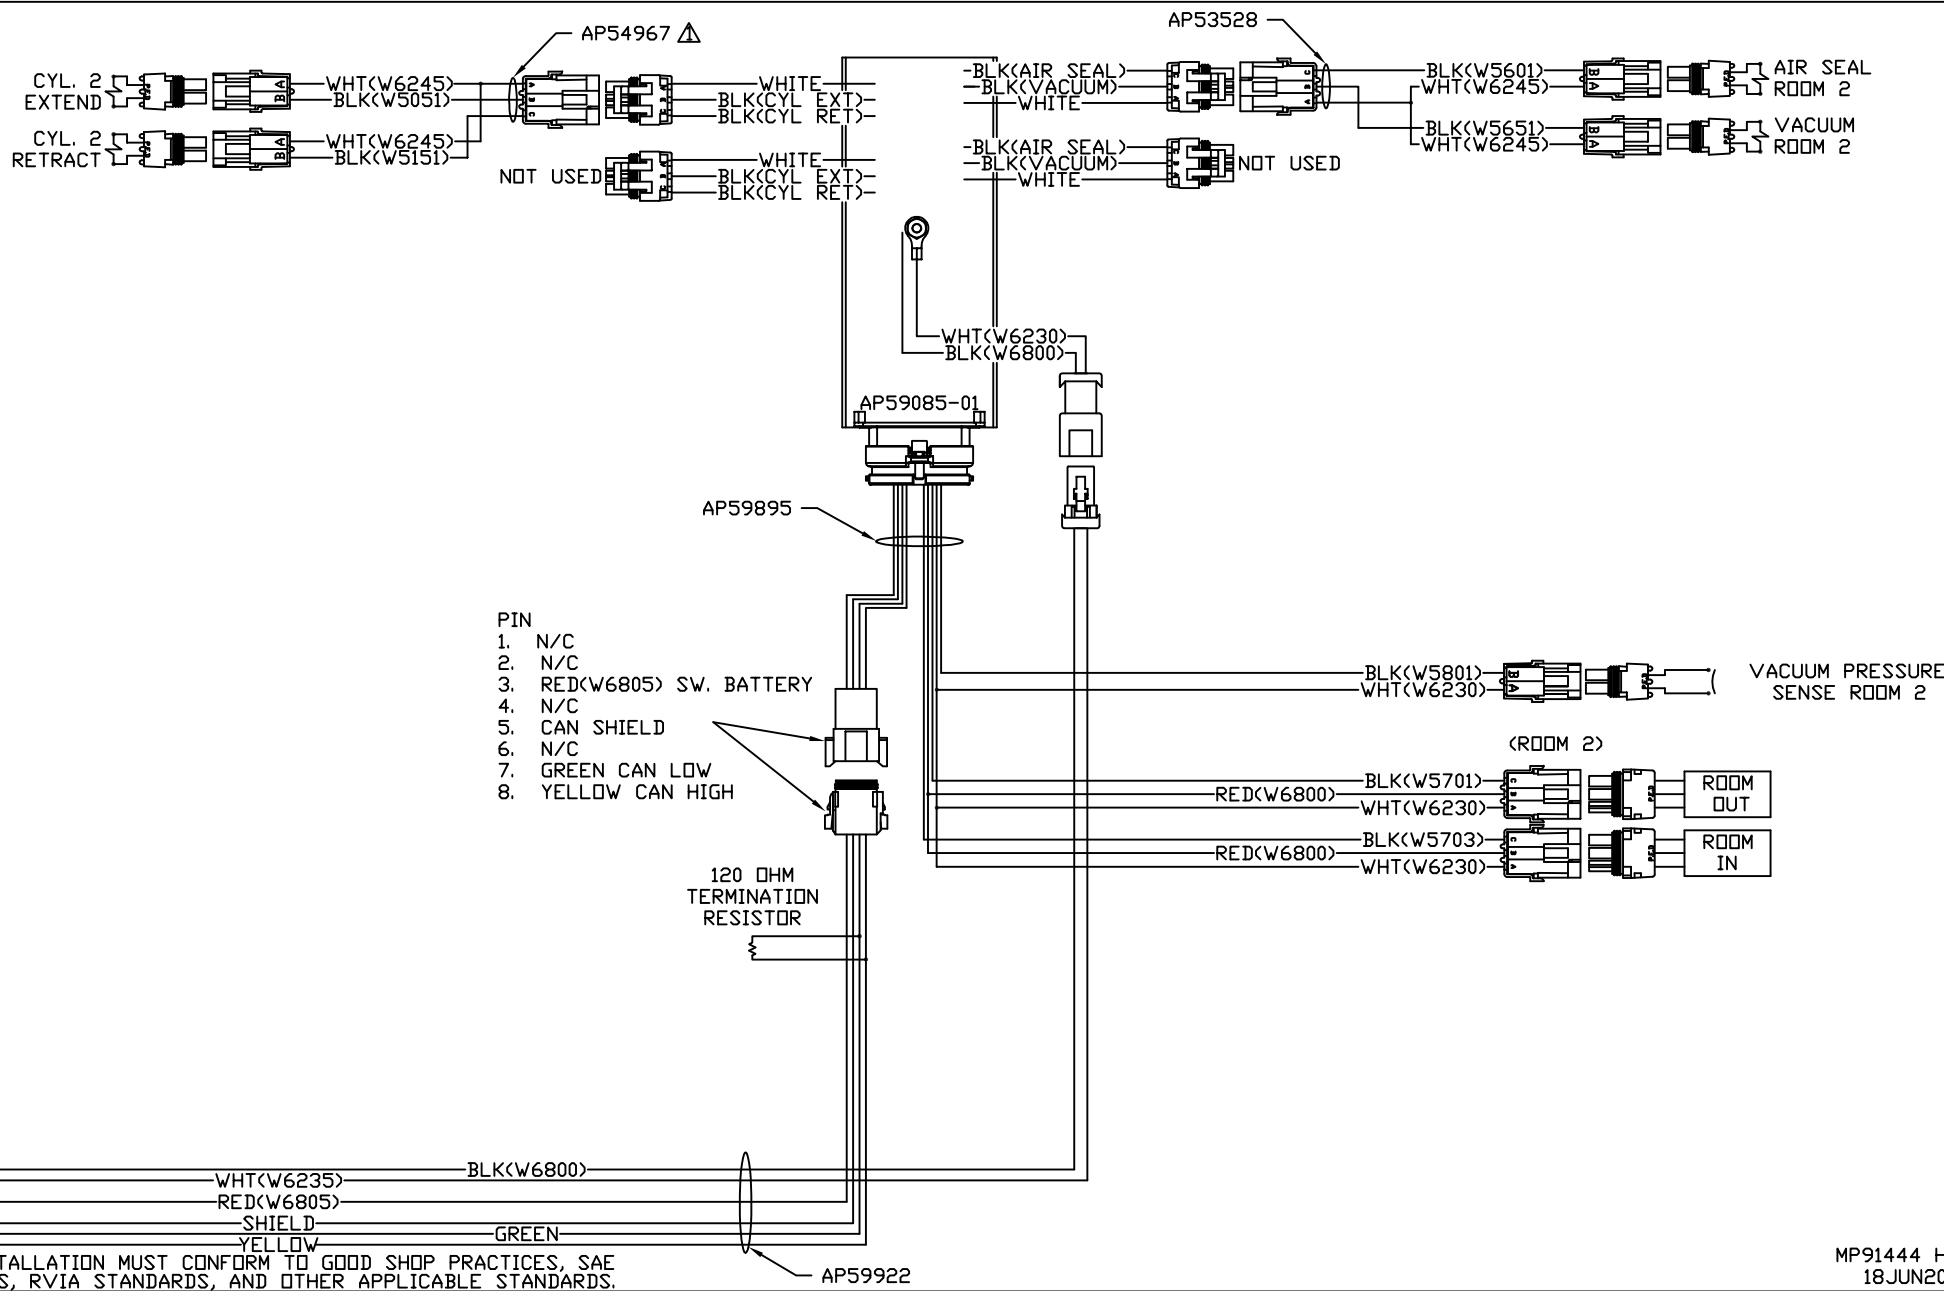 AP54967 1
AP53528
CYL. 2
EXTEND
A
B
WHT(W6245)
BLK(W5051)
A
B
C
WHITE
BLK(CYL EXT)
BLK(CYL RET)
CYL. 2
RETRACT
A
B
WHT(W6245)
BLK(W5151)
NOT USED
WHITE
BLK(CYL EXT)
BLK(CYL RET)
BLK(AIR SEAL)
BLK(VACUUM)
WHITE
C
B
A
BLK(W5601)
WHT(W6245)
B
A
AIR SEAL
ROOM 2
BLK(AIR SEAL)
BLK(VACUUM)
WHITE
NOT USED
BLK(W5651)
WHT(W6245)
B
A
VACUUM
ROOM 2
WHT(W6230)
BLK(W6800)
AP59085-01
AP59895
PIN
1. N/C
2. N/C
3. RED(W6805) SW. BATTERY
4. N/C
5. CAN SHIELD
6. N/C
7. GREEN CAN LOW
8. YELLOW CAN HIGH
BLK(W5801)
WHT(W6230)
B
A
VACUUM PRESSURE
SENSE ROOM 2
(ROOM 2)
BLK(W5701)
RED(W6800)
WHT(W6230)
C
B
A
ROOM
OUT
BLK(W5703)
RED(W6800)
WHT(W6230)
C
B
A
ROOM
IN
120 OHM
TERMINATION
RESISTOR
BLK(W6800)
WHT(W6235)
RED(W6805)
SHIELD
GREEN
YELLOW
TALLATION MUST CONFORM TO GOOD SHOP PRACTICES, SAE
S, RVIA STANDARDS, AND OTHER APPLICABLE STANDARDS.
AP59922
MP91444 H
18JUN20